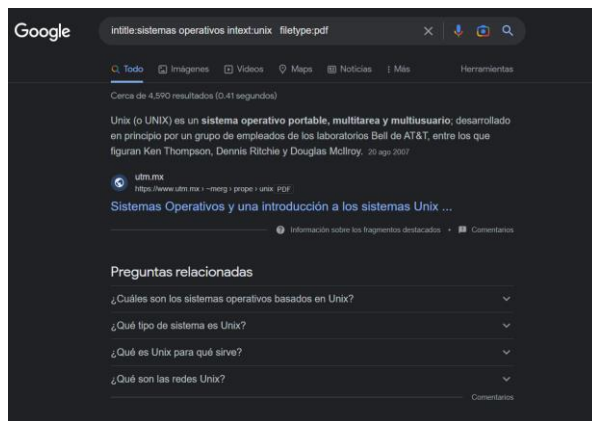 Google
intitle:sistemas operativos intext:unix filetype:pdf
Todo Imágenes Videos Maps Noticias Más Herramientas
Cerca de 4,590 resultados (0.41 segundos)
Unix (o UNIX) es un sistema operativo portable, multitarea y multiusuario; desarrollado
en principio por un grupo de empleados de los laboratorios Bell de AT&T, entre los que
figuran Ken Thompson, Dennis Ritchie y Douglas McIlroy. 20 ago 2007
utm.mx
https://www.utm.mx › ~merg › prope › unix PDF
Sistemas Operativos y una introducción a los sistemas Unix ...
Información sobre los fragmentos destacados • Comentarios
Preguntas relacionadas
¿Cuáles son los sistemas operativos basados en Unix?
¿Qué tipo de sistema es Unix?
¿Qué es Unix para qué sirve?
¿Qué son las redes Unix?
Comentarios